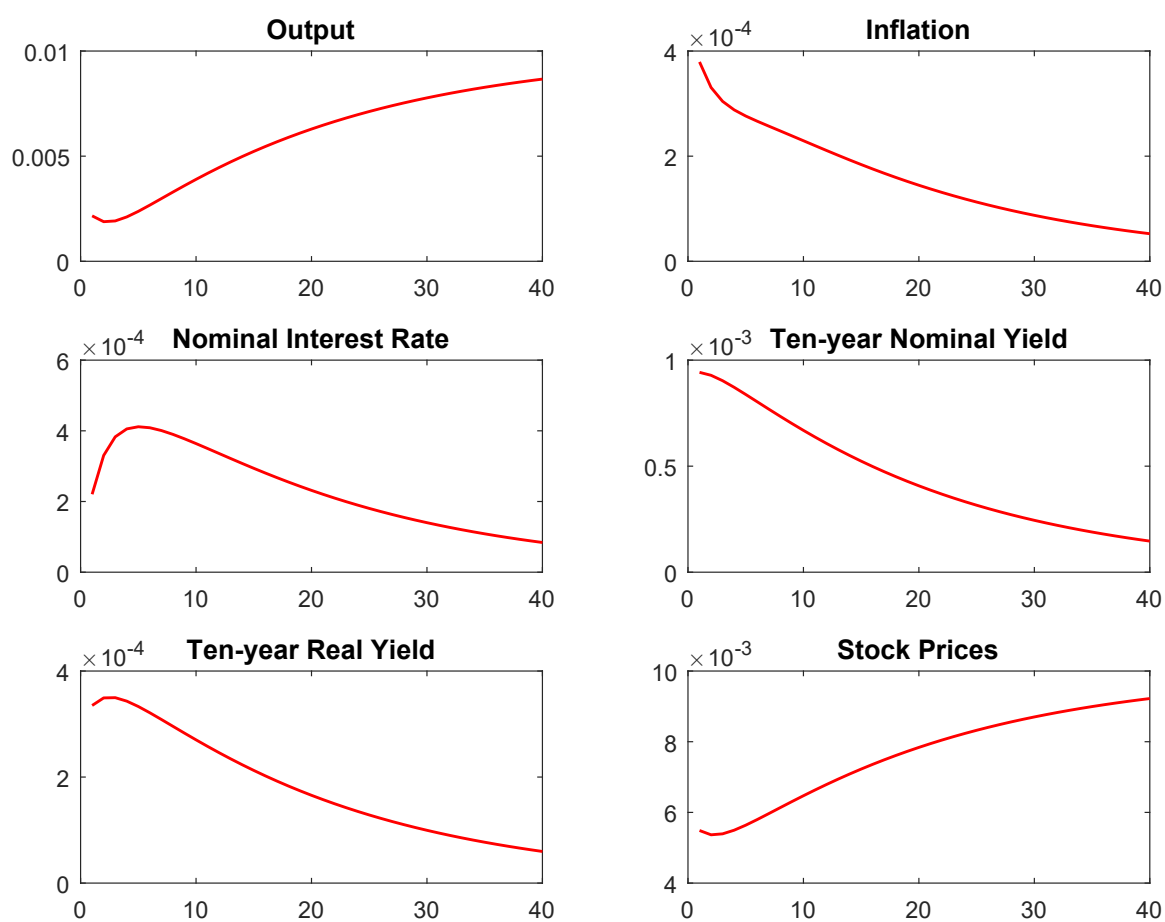 Output
0.01
0.005
0
0 10 20 30 40
Inflation
×10-4
4
2
0
0 10 20 30 40
Nominal Interest Rate
×10-4
6
4
2
0
0 10 20 30 40
Ten-year Nominal Yield
×10-3
1
0.5
0
0 10 20 30 40
Ten-year Real Yield
×10-4
4
2
0
0 10 20 30 40
Stock Prices
×10-3
10
8
6
4
0 10 20 30 40